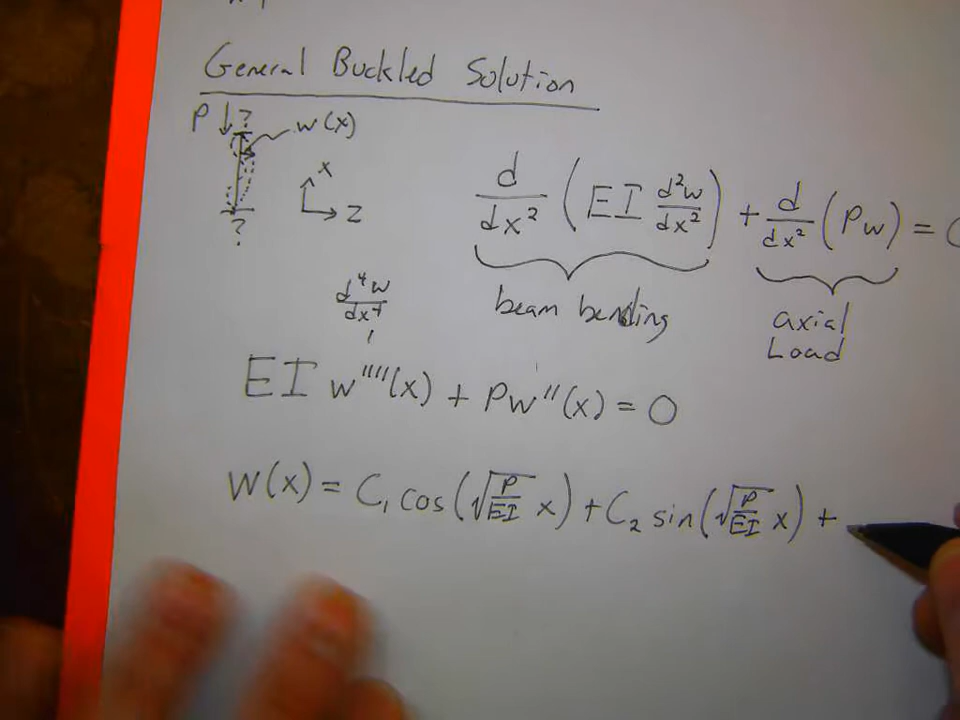 General Buckled Solution
P ↓ ? w(x)
x
z
?
d/dx² (EI d²w/dx²) + d/dx² (Pw) =
beam bending
axial Load
d⁴w/dx⁴
EI w''''(x) + Pw''(x) = 0
w(x) = C₁ cos(√(P/EI) x) + C₂ sin(√(P/EI) x) +